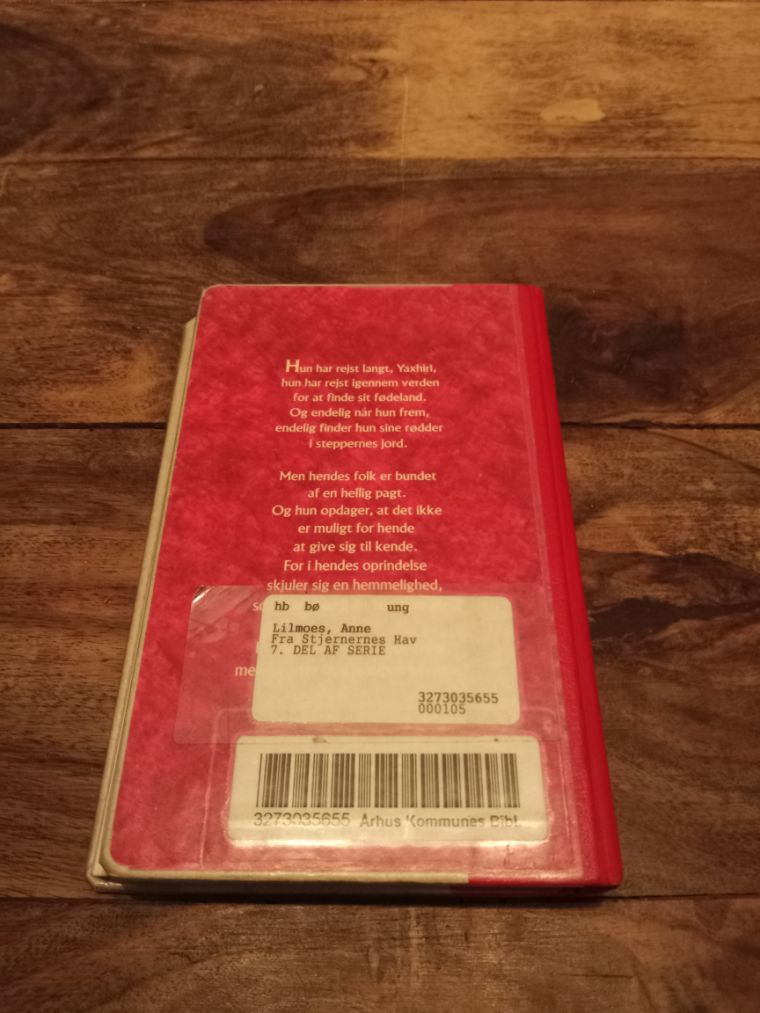 Hun har rejst langt, Yaxhiri,
hun har rejst igennem verden
for at finde sit fødeland.
Og endelig når hun frem,
endelig finder hun sine rødder
i steppernes jord.
Men hendes folk er bundet
af en hellig pagt.
Og hun opdager, at det ikke
er muligt for hende
at give sig til kende.
For i hendes oprindelse
skjuler sig en hemmelighed,
hb bø ung
Lilmoes, Anne
Fra Stjernernes Hav
7. DEL AF SERIE
3273035655
000105
3273035655 Århus Kommunes Bibl.